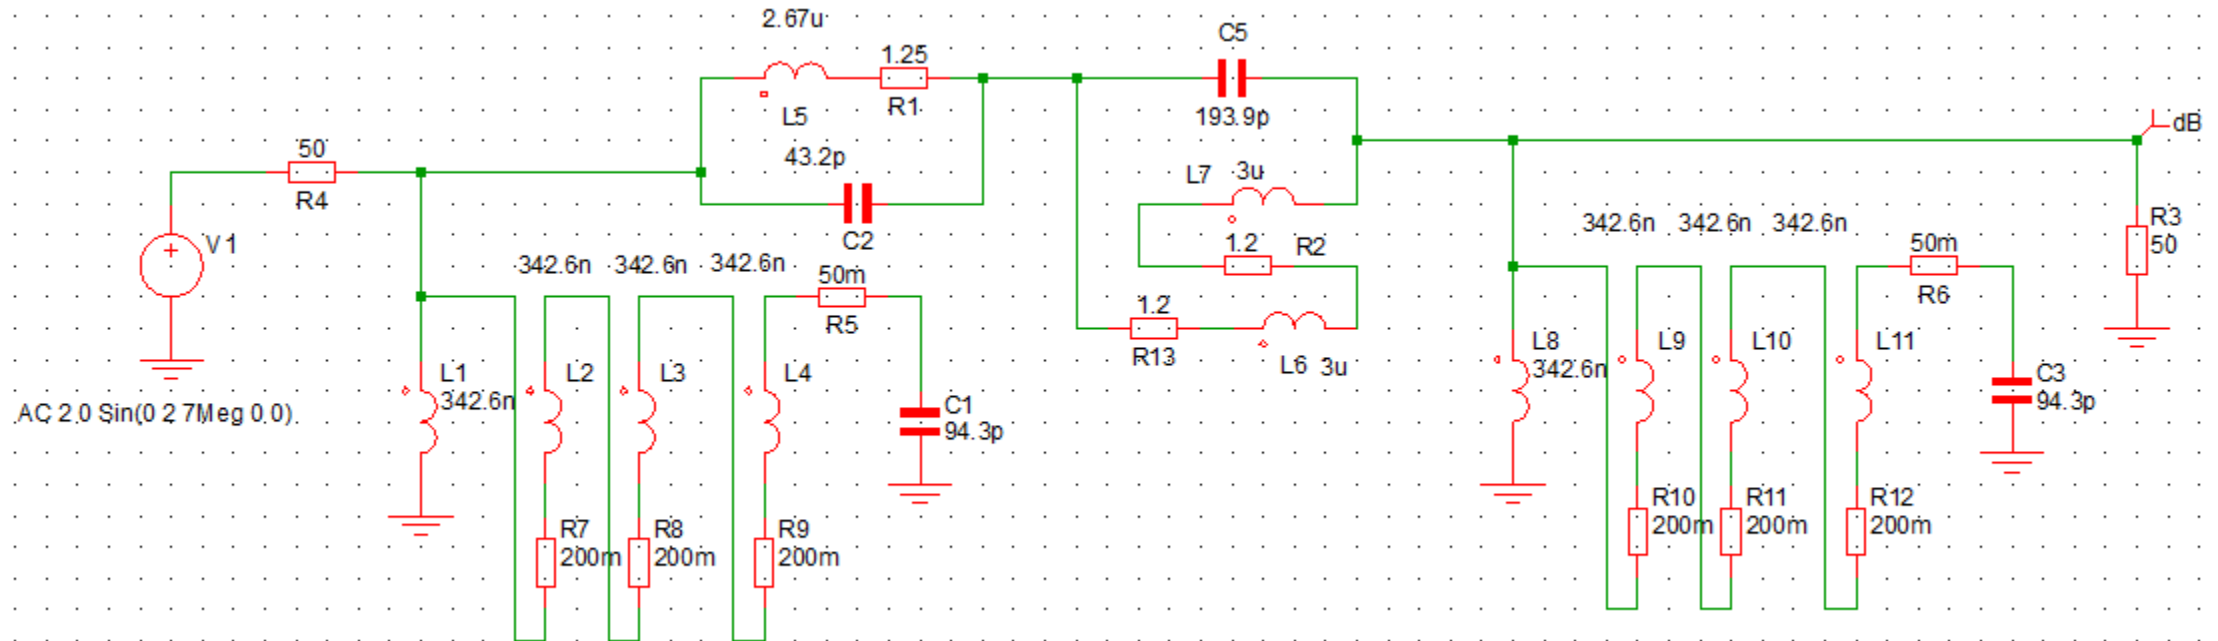 2.67u
1.25
R1
L5
43.2p
C2
50
R4
V1
AC 2 0 Sin(0 2 7Meg 0 0)
342.6n
342.6n
342.6n
50m
R5
L1
342.6n
L2
L3
L4
R7
200m
R8
200m
R9
200m
C1
94.3p
C5
193.9p
L7
3u
1.2
R2
1.2
R13
L6
3u
342.6n
342.6n
342.6n
50m
R6
L8
342.6n
L9
L10
L11
R10
200m
R11
200m
R12
200m
C3
94.3p
dB
R3
50